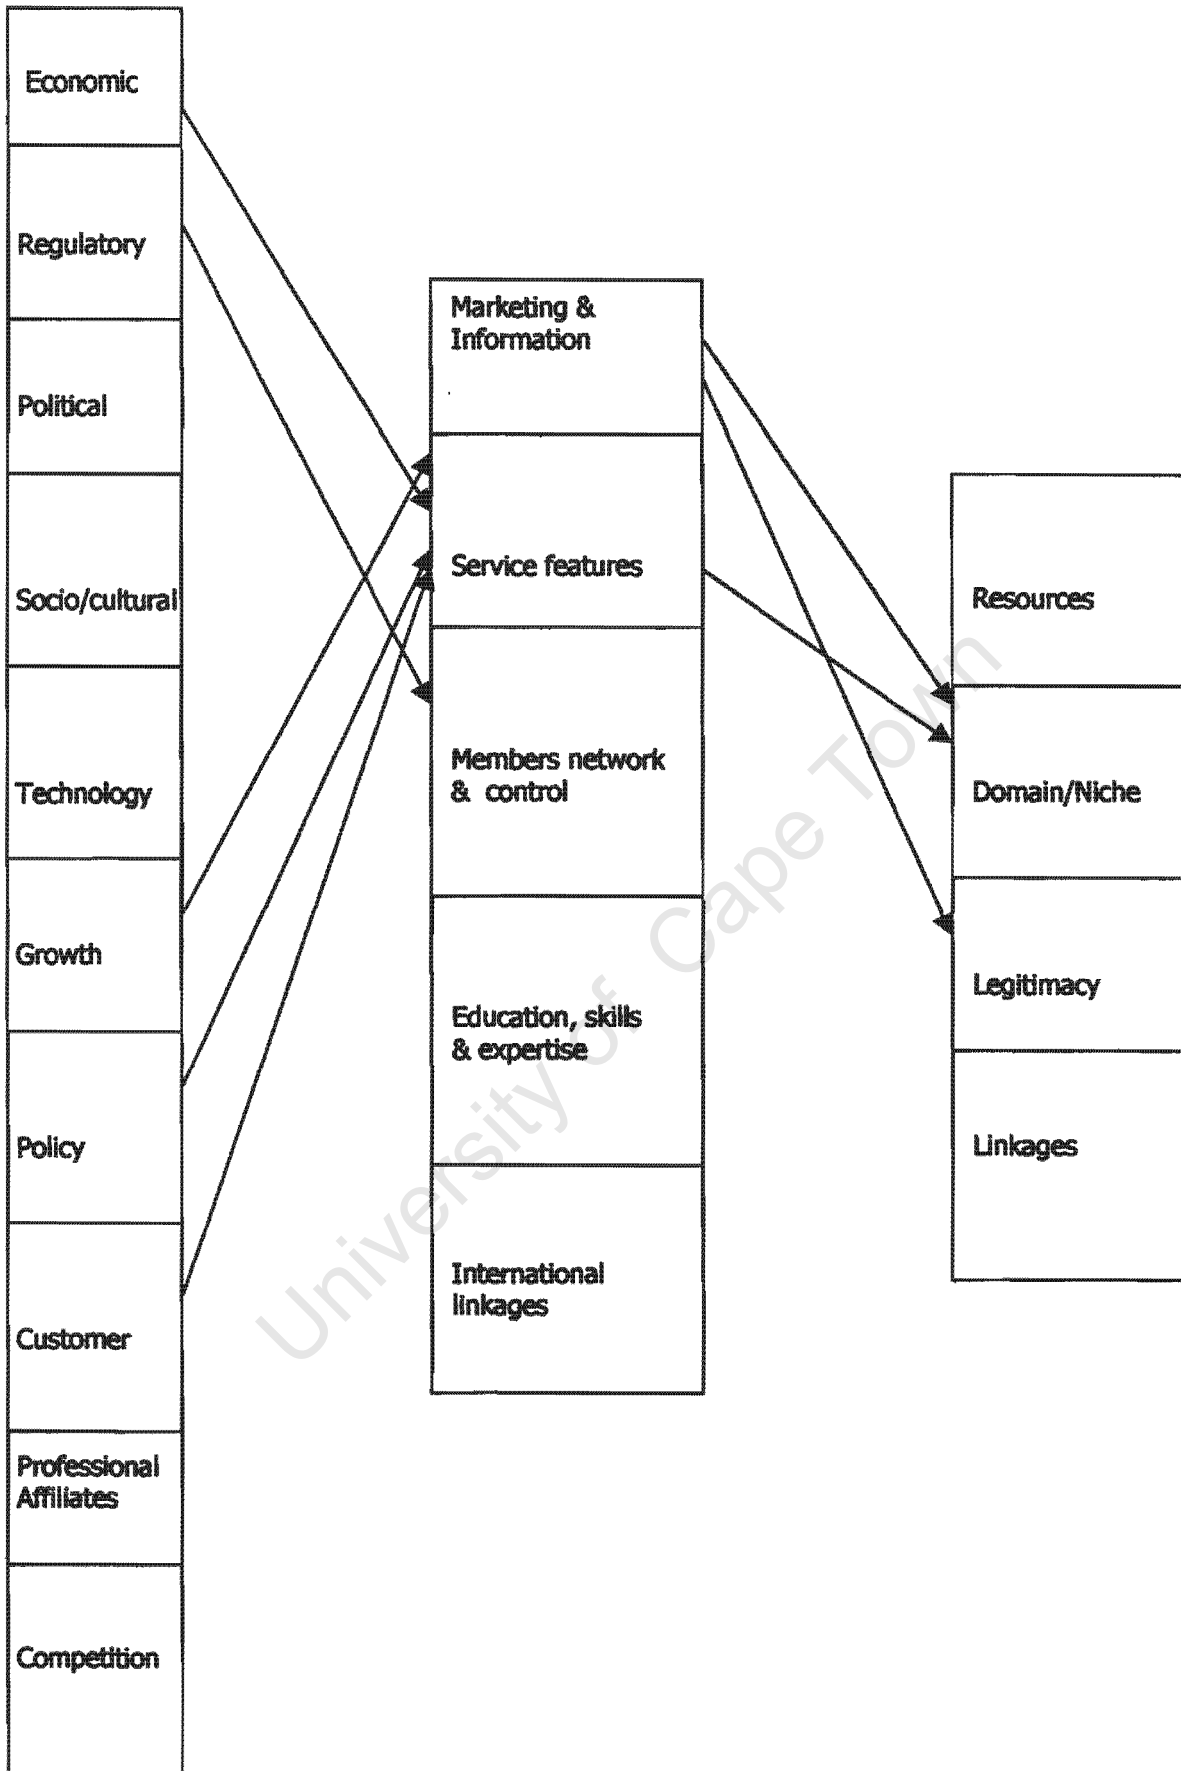 Economic
Regulatory
Political
Socio/cultural
Technology
Growth
Policy
Customer
Professional
Affiliates
Competition
Marketing &
Information
Service features
Members network
& control
Education, skills
& expertise
International
linkages
Resources
Domain/Niche
Legitimacy
Linkages
University of Cape Town